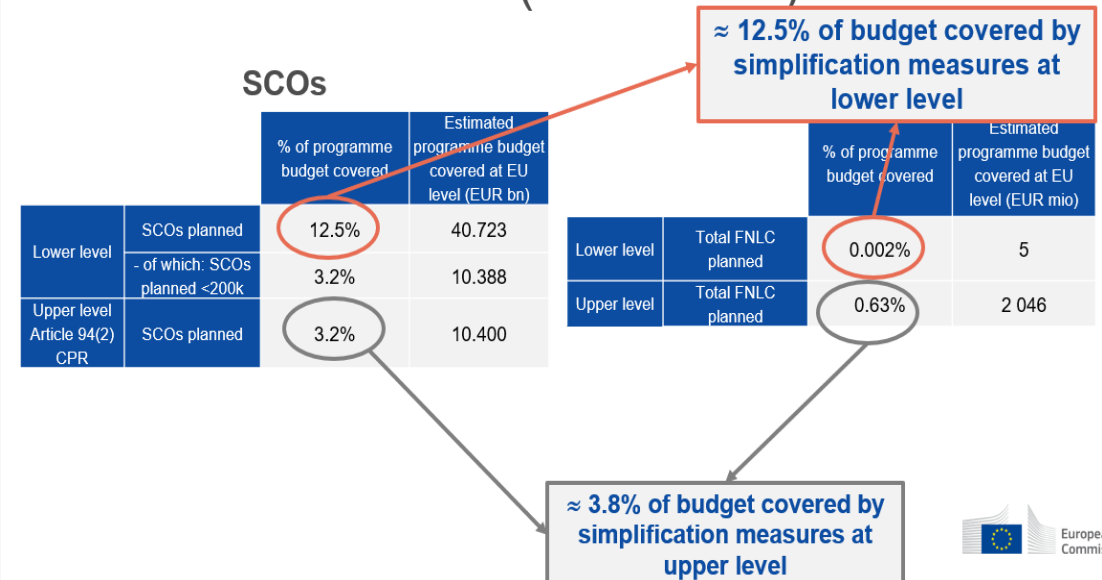 ≈ 12.5% of budget covered by
simplification measures at
lower level
SCOs
% of programme
budget covered
Estimated
programme budget
covered at EU
level (EUR bn)
Lower level
SCOs planned
12.5%
40.723
- of which: SCOs
planned <200k
3.2%
10.388
Upper level
Article 94(2)
CPR
SCOs planned
3.2%
10.400
% of programme
budget covered
Estimated
programme budget
covered at EU
level (EUR mio)
Lower level
Total FNLC
planned
0.002%
5
Upper level
Total FNLC
planned
0.63%
2 046
≈ 3.8% of budget covered by
simplification measures at
upper level